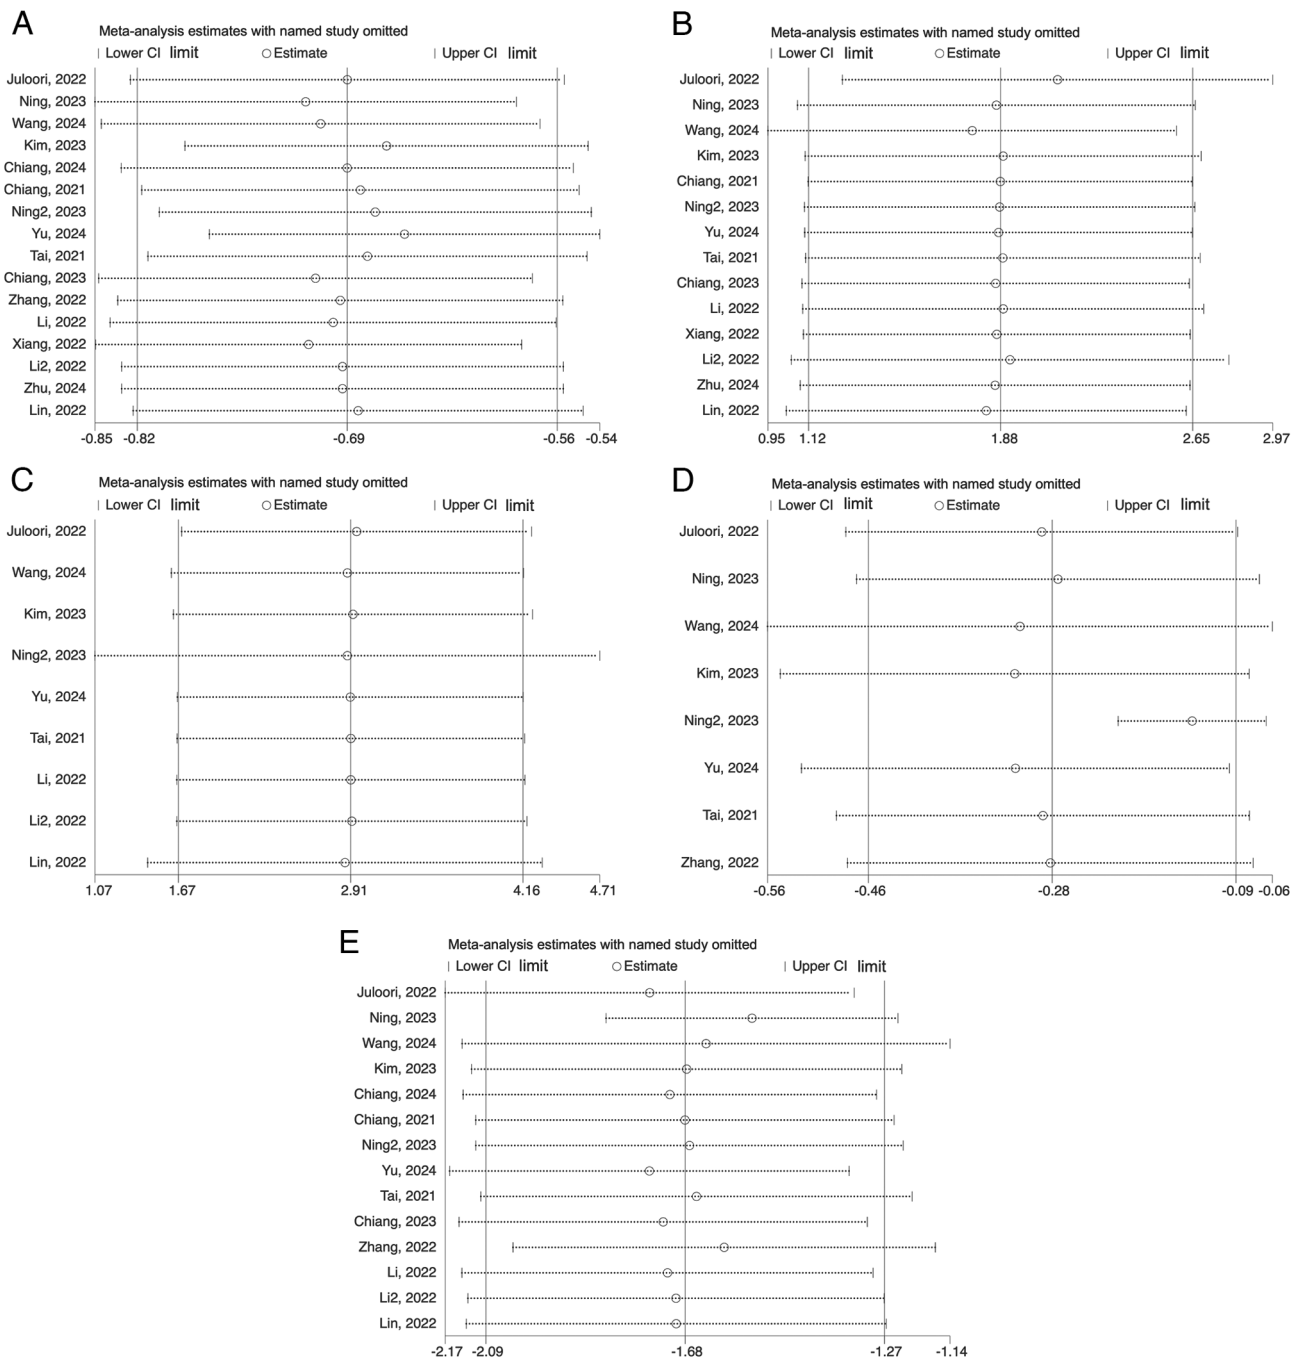 A
Meta-analysis estimates with named study omitted
Lower CI limit Estimate Upper CI limit
Juloori, 2022
Ning, 2023
Wang, 2024
Kim, 2023
Chiang, 2024
Chiang, 2021
Ning2, 2023
Yu, 2024
Tai, 2021
Chiang, 2023
Zhang, 2022
Li, 2022
Xiang, 2022
Li2, 2022
Zhu, 2024
Lin, 2022
-0.85 -0.82 -0.69 -0.56 -0.54
B
Meta-analysis estimates with named study omitted
Lower CI limit Estimate Upper CI limit
Juloori, 2022
Ning, 2023
Wang, 2024
Kim, 2023
Chiang, 2021
Ning2, 2023
Yu, 2024
Tai, 2021
Chiang, 2023
Li, 2022
Xiang, 2022
Li2, 2022
Zhu, 2024
Lin, 2022
0.95 1.12 1.88 2.65 2.97
C
Meta-analysis estimates with named study omitted
Lower CI limit Estimate Upper CI limit
Juloori, 2022
Wang, 2024
Kim, 2023
Ning2, 2023
Yu, 2024
Tai, 2021
Li, 2022
Li2, 2022
Lin, 2022
1.07 1.67 2.91 4.16 4.71
D
Meta-analysis estimates with named study omitted
Lower CI limit Estimate Upper CI limit
Juloori, 2022
Ning, 2023
Wang, 2024
Kim, 2023
Ning2, 2023
Yu, 2024
Tai, 2021
Zhang, 2022
-0.56 -0.46 -0.28 -0.09 -0.06
E
Meta-analysis estimates with named study omitted
Lower CI limit Estimate Upper CI limit
Juloori, 2022
Ning, 2023
Wang, 2024
Kim, 2023
Chiang, 2024
Chiang, 2021
Ning2, 2023
Yu, 2024
Tai, 2021
Chiang, 2023
Zhang, 2022
Li, 2022
Li2, 2022
Lin, 2022
-2.17 -2.09 -1.68 -1.27 -1.14